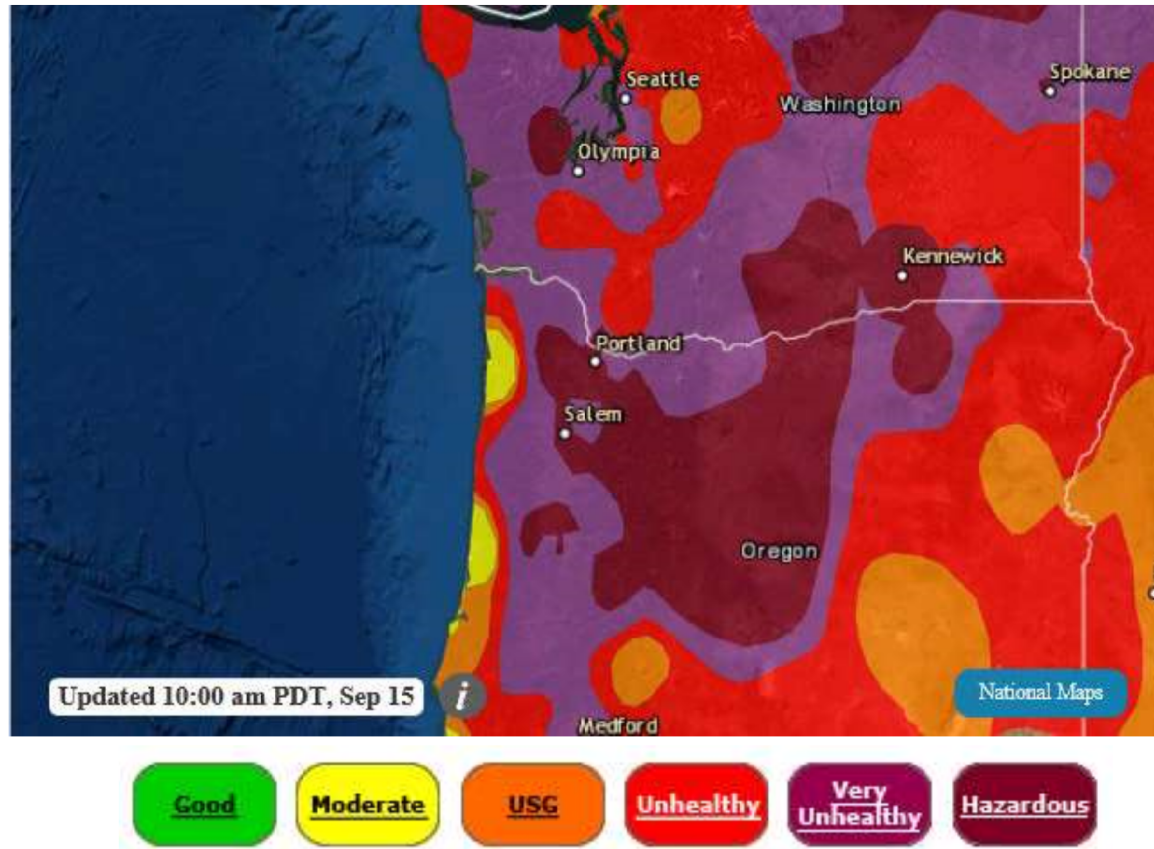 Seattle
Spokane
Washington
Olympia
Kennewick
Portland
Salem
Oregon
Updated 10:00 am PDT, Sep 15
i
National Maps
Medford
Good
Moderate
USG
Unhealthy
Very
Unhealthy
Hazardous